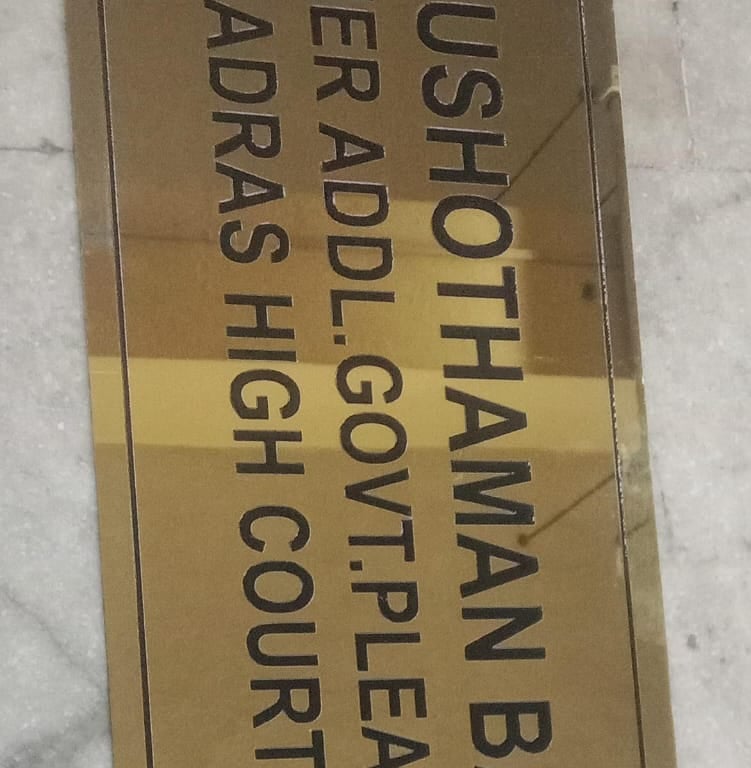 USHOTHAMAN B.
ER ADDL.GOVT.PLEA
ADRAS HIGH COURT